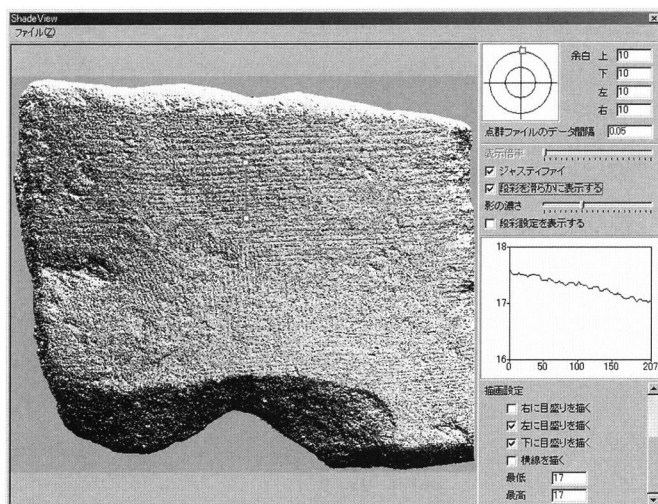 ShadeView
ファイル(Z)
余白 上 10
下 10
左 10
右 10
点群ファイルのデータ間隔 0.05
表示倍率
ジャスティファイ
段彩を滑らかに表示する
影の濃さ
段彩設定を表示する
18
17
16
0 50 100 150 207
描画設定
右に目盛りを描く
左に目盛りを描く
下に目盛りを描く
横線を描く
最低 17
最高 17